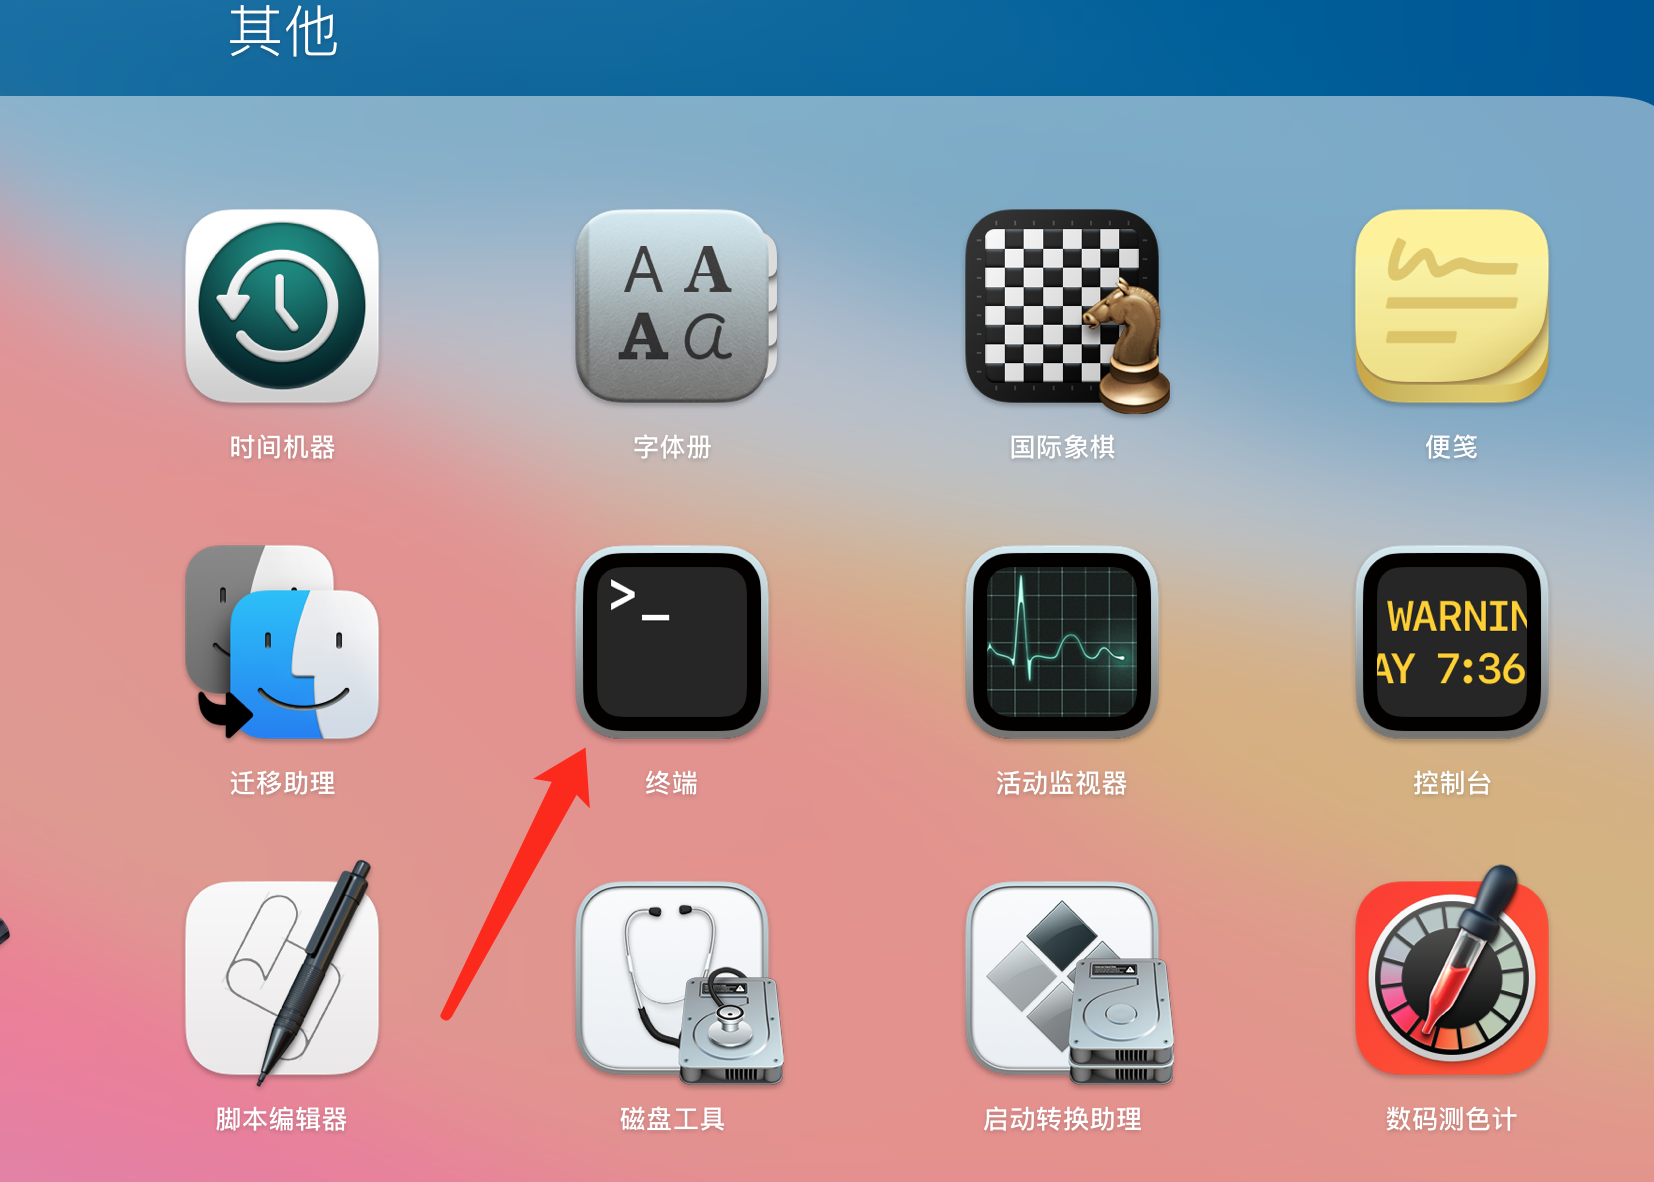 其他
时间机器
字体册
国际象棋
便笺
A A
A a
>_
WARNIN
AY 7:36
迁移助理
终端
活动监视器
控制台
脚本编辑器
磁盘工具
启动转换助理
数码测色计